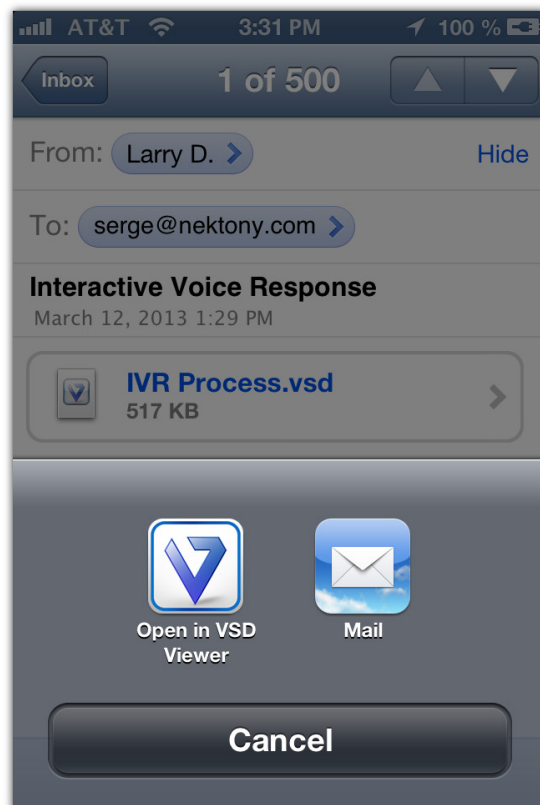 AT&T 3:31 PM 100 %
Inbox 1 of 500
From: Larry D. Hide
To: serge@nektony.com
Interactive Voice Response
March 12, 2013 1:29 PM
IVR Process.vsd
517 KB
Open in VSD Mail
Viewer
Cancel